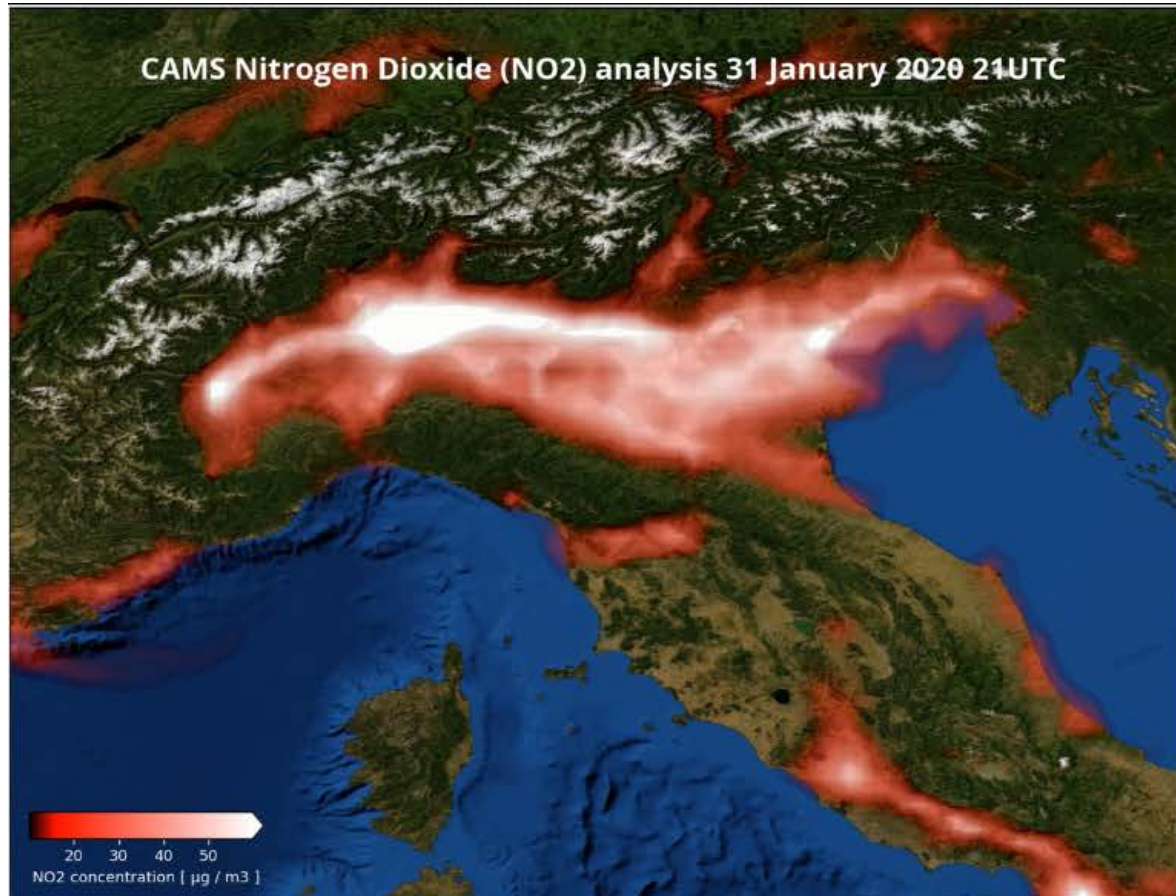 CAMS Nitrogen Dioxide (NO2) analysis 31 January 2020 21UTC
20 30 40 50
NO2 concentration [ µg / m3 ]